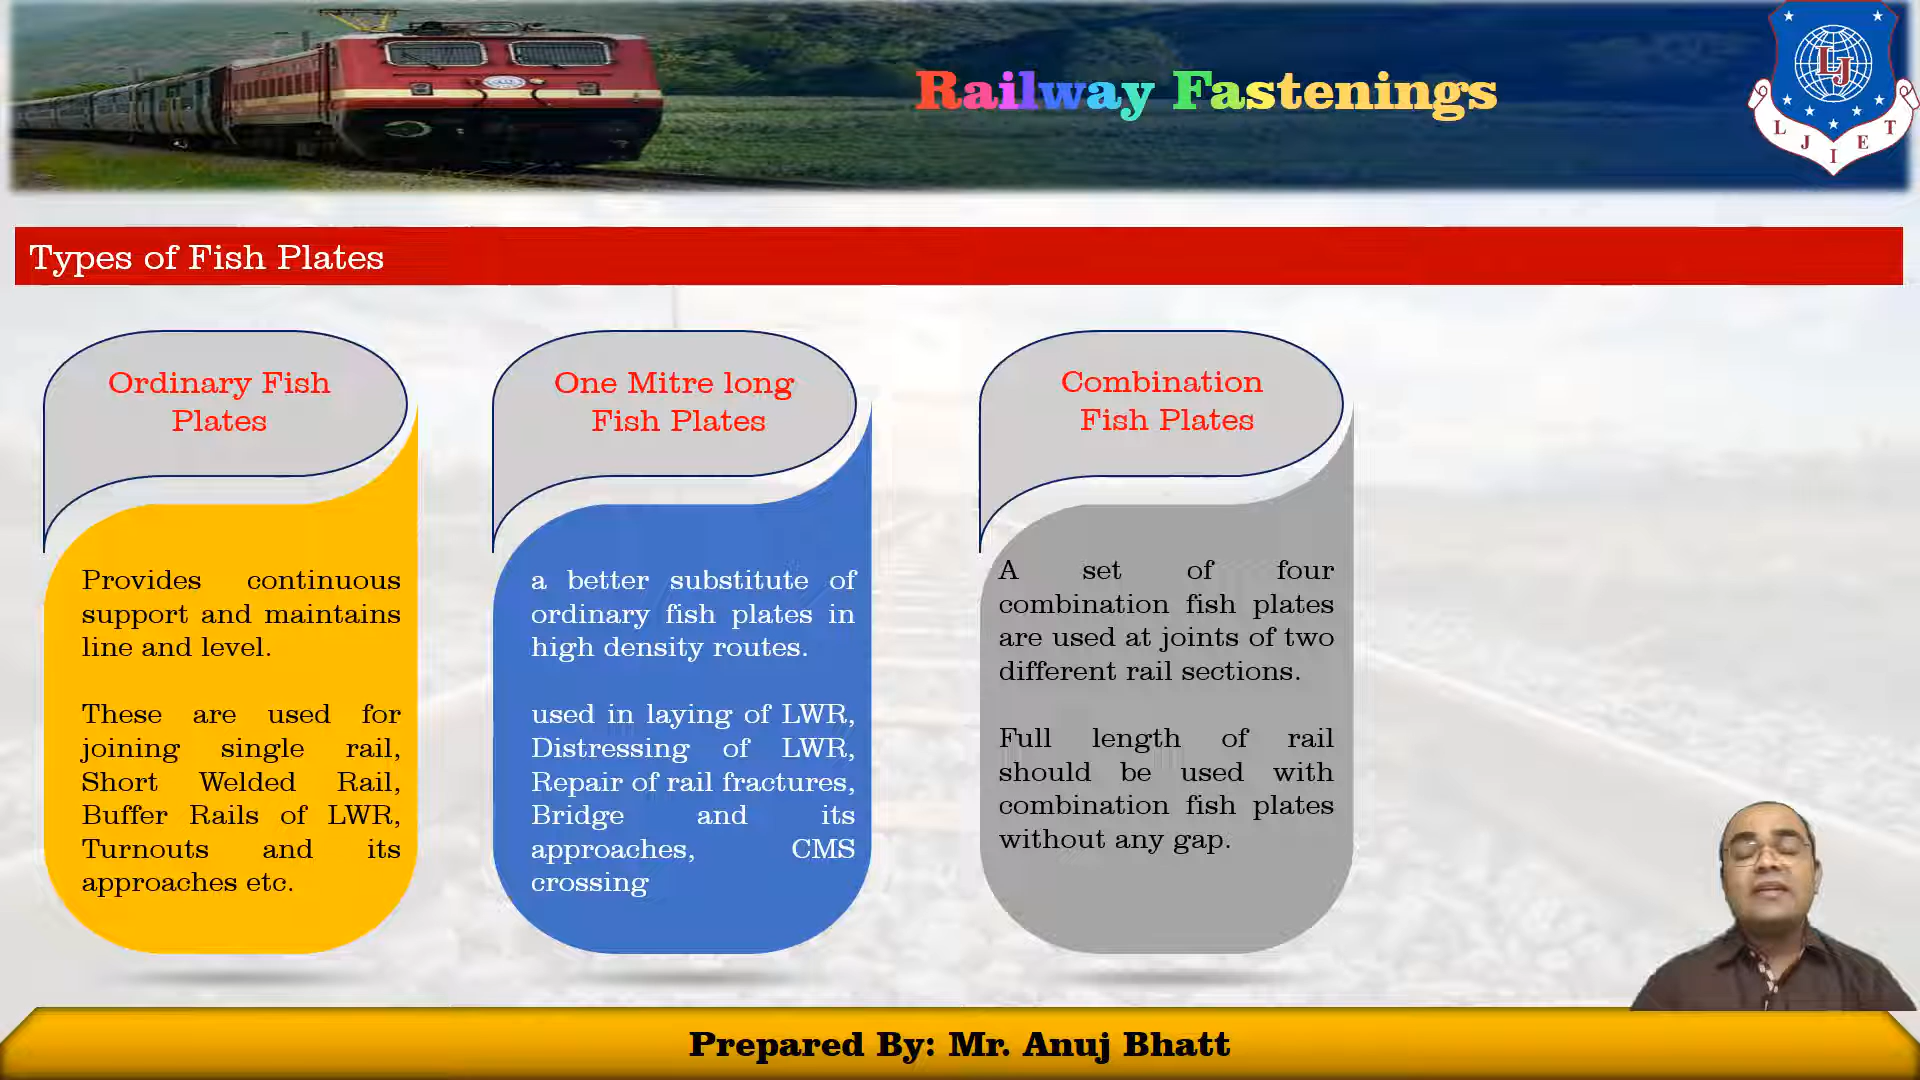 Railway Fastenings
LJ
L J I E T
Types of Fish Plates
Ordinary Fish
Plates
Provides continuous
support and maintains
line and level.
These are used for
joining single rail,
Short Welded Rail,
Buffer Rails of LWR,
Turnouts and its
approaches etc.
One Mitre long
Fish Plates
a better substitute of
ordinary fish plates in
high density routes.
used in laying of LWR,
Distressing of LWR,
Repair of rail fractures,
Bridge and its
approaches, CMS
crossing
Combination
Fish Plates
A set of four
combination fish plates
are used at joints of two
different rail sections.
Full length of rail
should be used with
combination fish plates
without any gap.
Prepared By: Mr. Anuj Bhatt